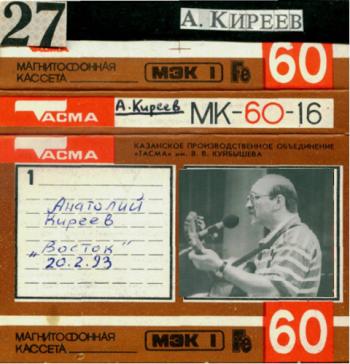 27
А. КИРЕЕВ
МАГНИТОФОННАЯ
КАССЕТА
МЭК I Fe
60
ТАСМА
А. Киреев
МК-60-16
ТАСМА
КАЗАНСКОЕ ПРОИЗВОДСТВЕННОЕ ОБЪЕДИНЕНИЕ
«ТАСМА» им. В. В. КУЙБЫШЕВА
1
Анатолий
Киреев
„Восток"
20.2.93
МАГНИТОФОННАЯ
КАССЕТА
МЭК I Fe
60